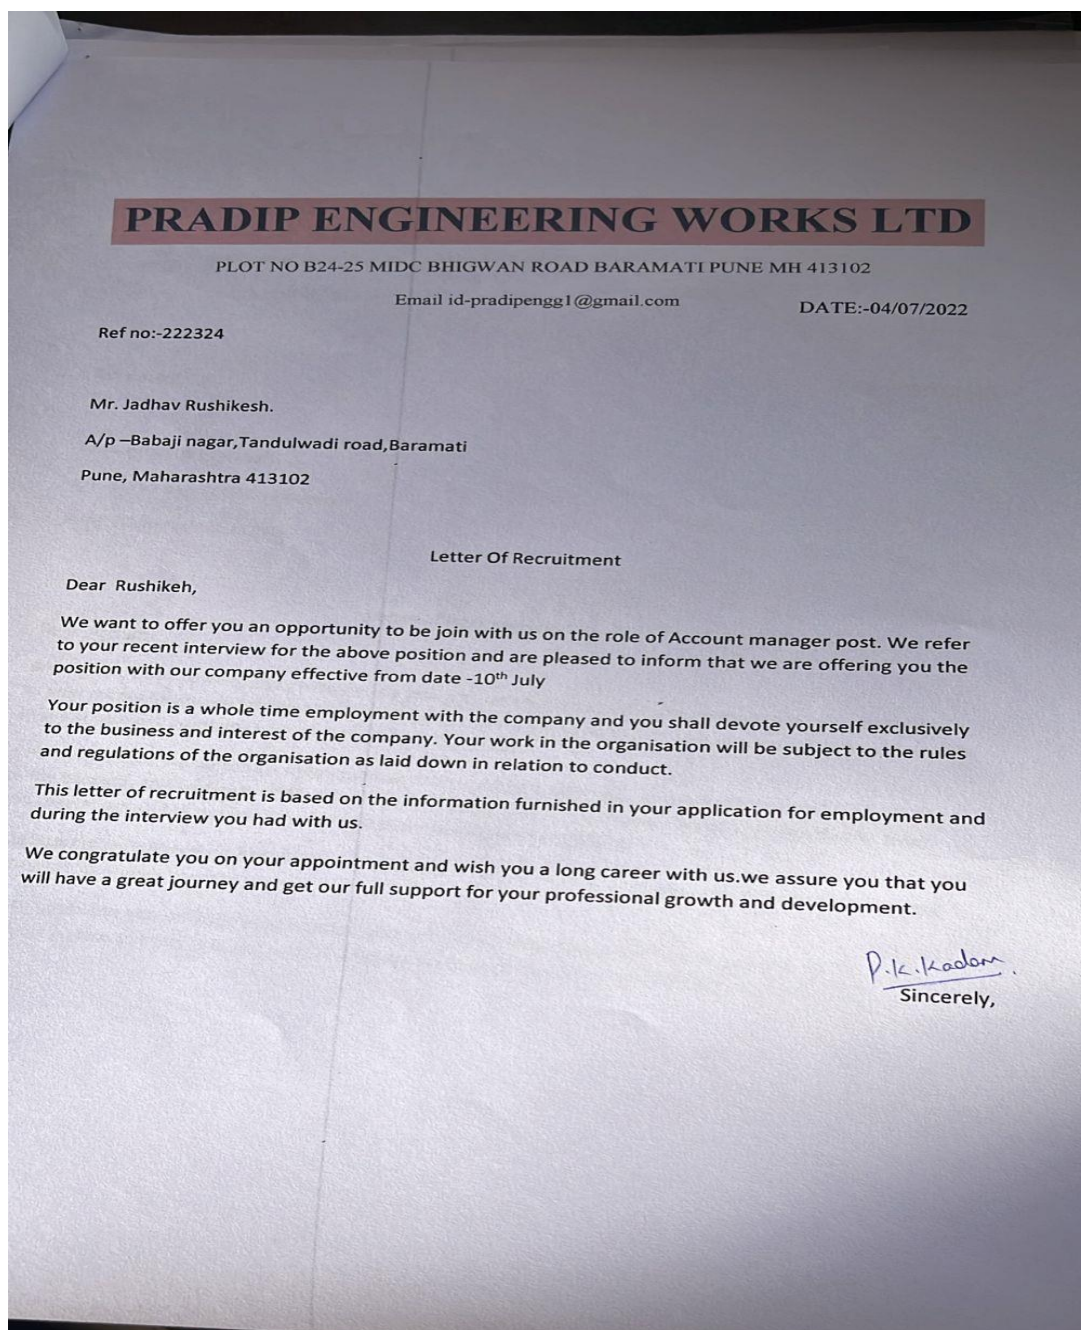 PRADIP ENGINEERING WORKS LTD
PLOT NO B24-25 MIDC BHIGWAN ROAD BARAMATI PUNE MH 413102
Email id-pradipengg1@gmail.com
DATE:-04/07/2022
Ref no:-222324
Mr. Jadhav Rushikesh.
A/p –Babaji nagar,Tandulwadi road,Baramati
Pune, Maharashtra 413102
Letter Of Recruitment
Dear Rushikeh,
We want to offer you an opportunity to be join with us on the role of Account manager post. We refer
to your recent interview for the above position and are pleased to inform that we are offering you the
position with our company effective from date -10th July
Your position is a whole time employment with the company and you shall devote yourself exclusively
to the business and interest of the company. Your work in the organisation will be subject to the rules
and regulations of the organisation as laid down in relation to conduct.
This letter of recruitment is based on the information furnished in your application for employment and
during the interview you had with us.
We congratulate you on your appointment and wish you a long career with us.we assure you that you
will have a great journey and get our full support for your professional growth and development.
P.K.Kadam
Sincerely,